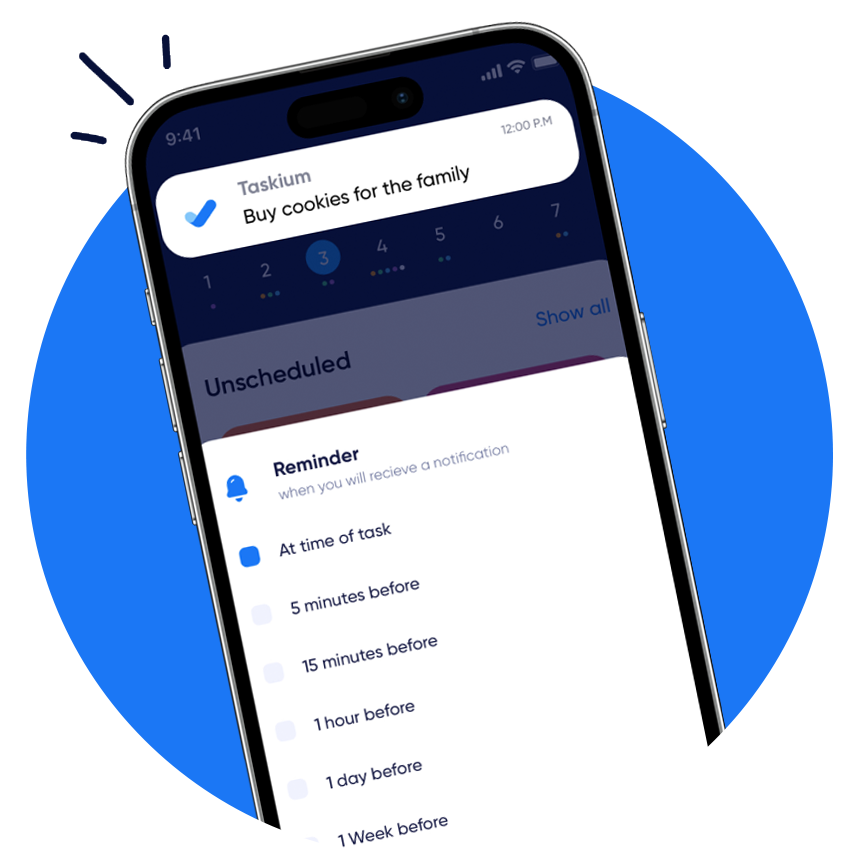 9:41
Taskium
12:00 P.M
Buy cookies for the family
1 2 3 4 5 6 7
Unscheduled
Show all
Reminder
when you will recieve a notification
At time of task
5 minutes before
15 minutes before
1 hour before
1 day before
1 Week before